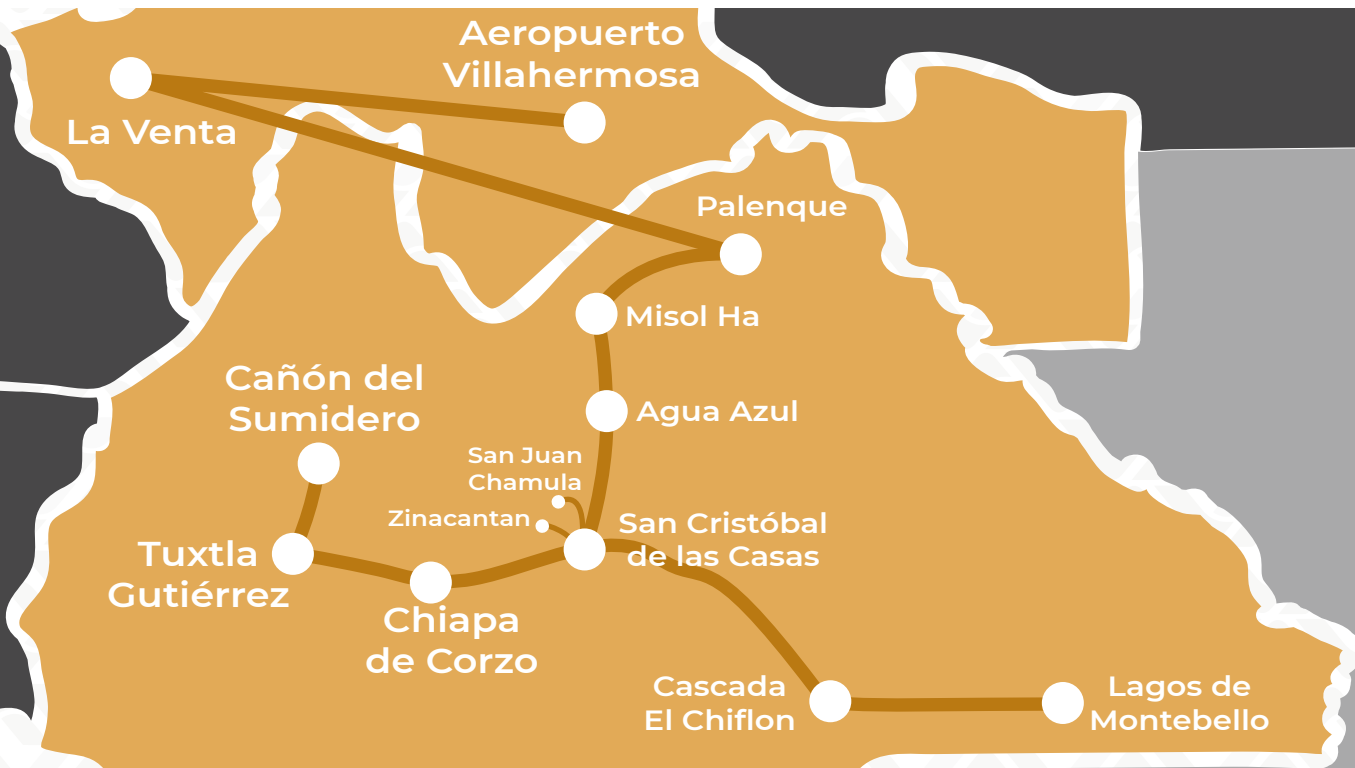 Aeropuerto
Villahermosa
La Venta
Palenque
Misol Ha
Cañón del
Sumidero
Agua Azul
San Juan
Chamula
Zinacantan
San Cristóbal
de las Casas
Tuxtla
Gutiérrez
Chiapa
de Corzo
Cascada
El Chiflon
Lagos de
Montebello